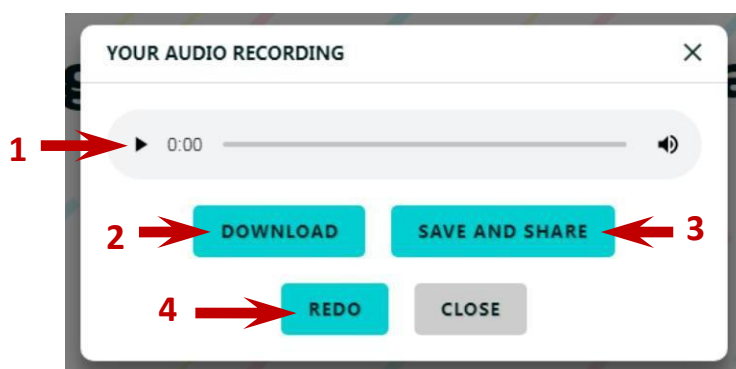 YOUR AUDIO RECORDING
1 0:00
2 DOWNLOAD SAVE AND SHARE 3
4 REDO CLOSE